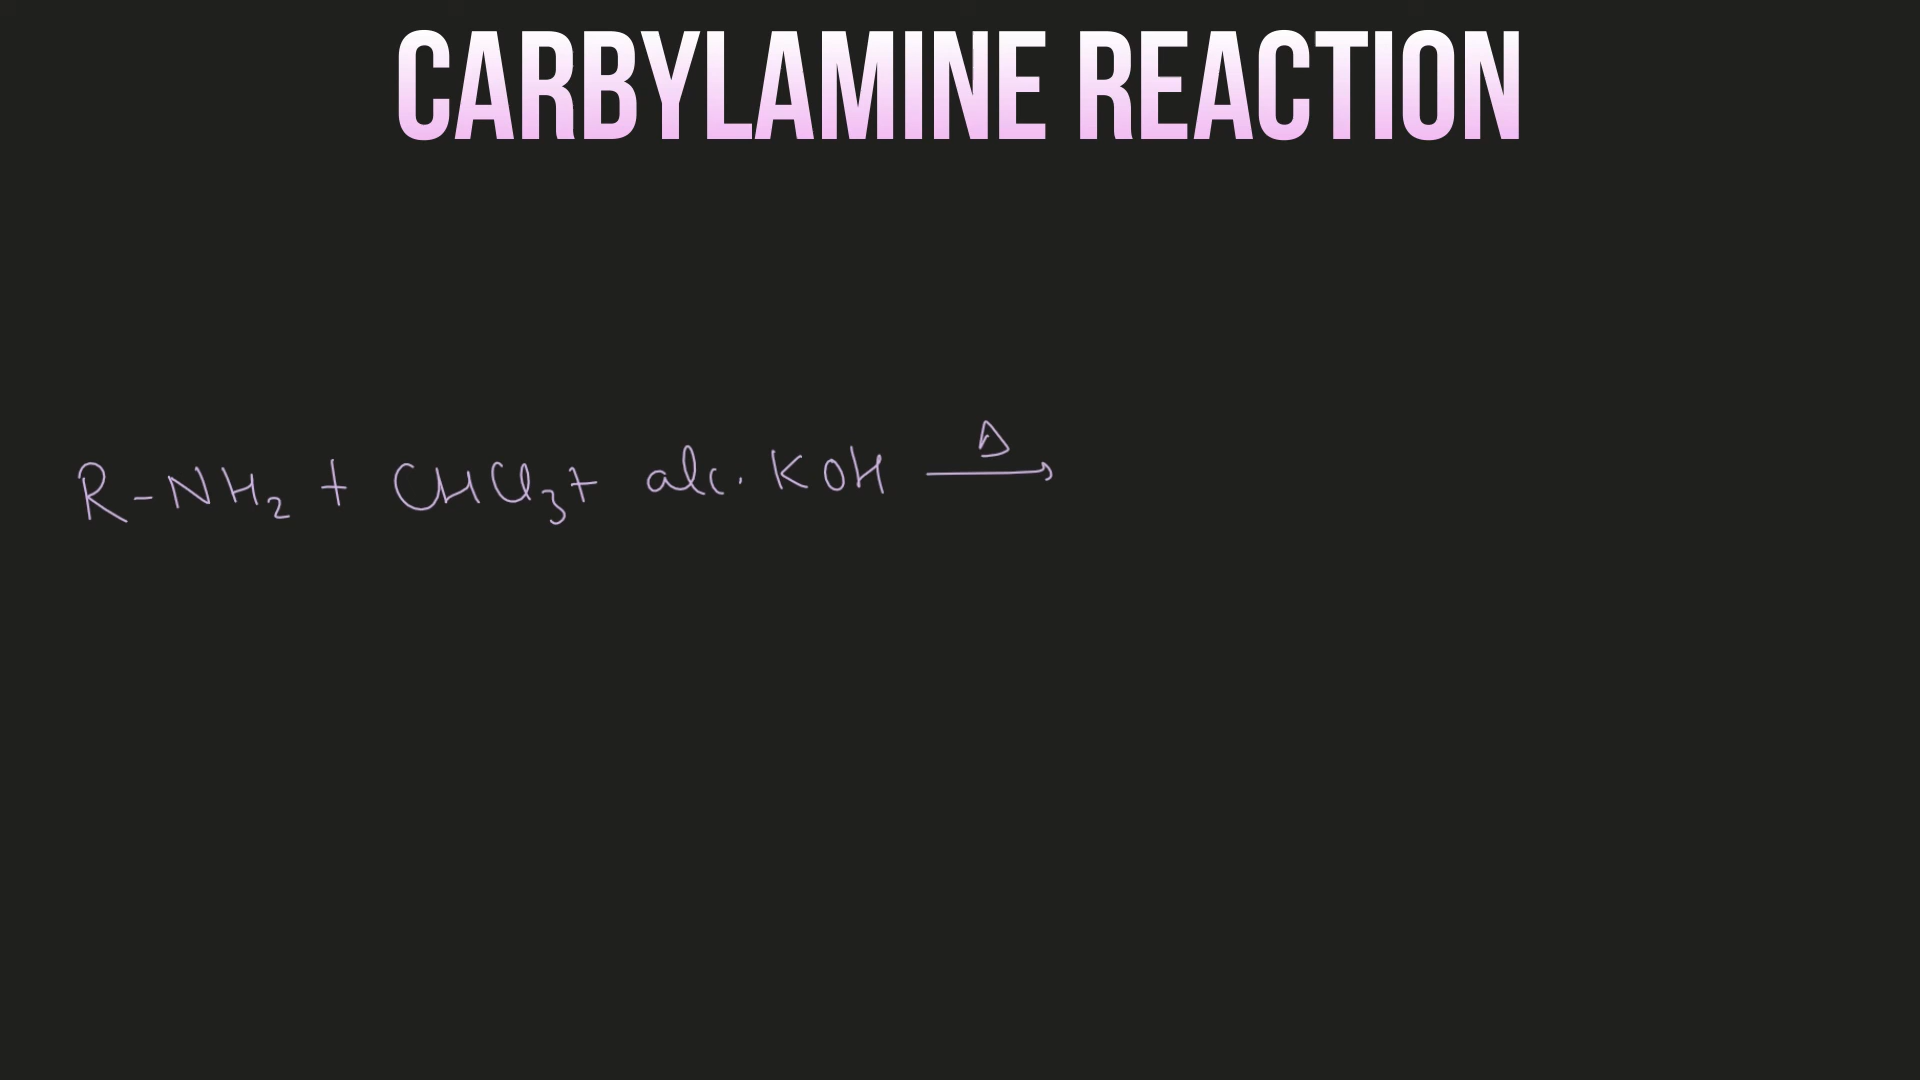 CARBYLAMINE REACTION
Δ
R-NH₂ + CHCl₃ + alc. KOH →